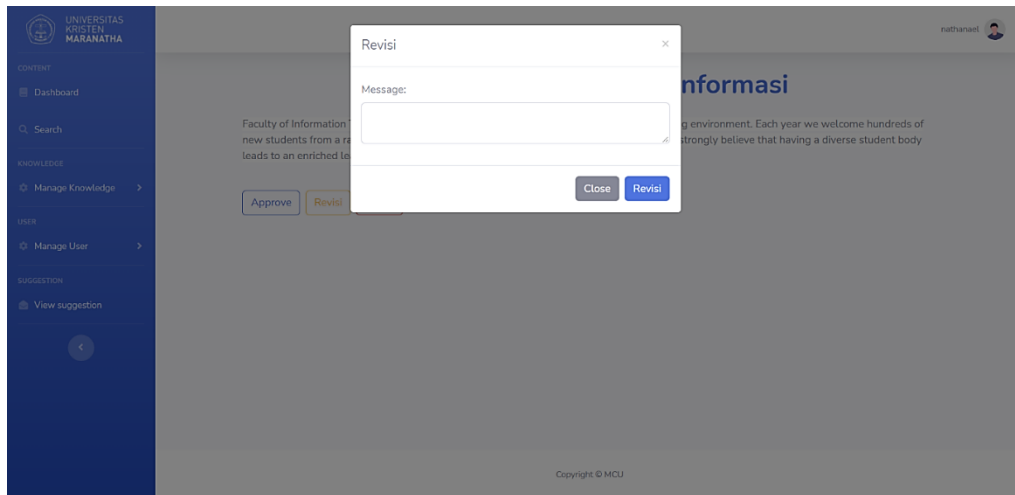 UNIVERSITAS
KRISTEN
MARANATHA
CONTENT
Dashboard
Search
KNOWLEDGE
Manage Knowledge
USER
Manage User
SUGGESTION
View suggestion
nathanael
Revisi
×
Message:
Close
Revisi
nformasi
Faculty of Information g environment. Each year we welcome hundreds of
new students from a ra strongly believe that having a diverse student body
leads to an enriched le
Approve
Revisi
Copyright © MCU